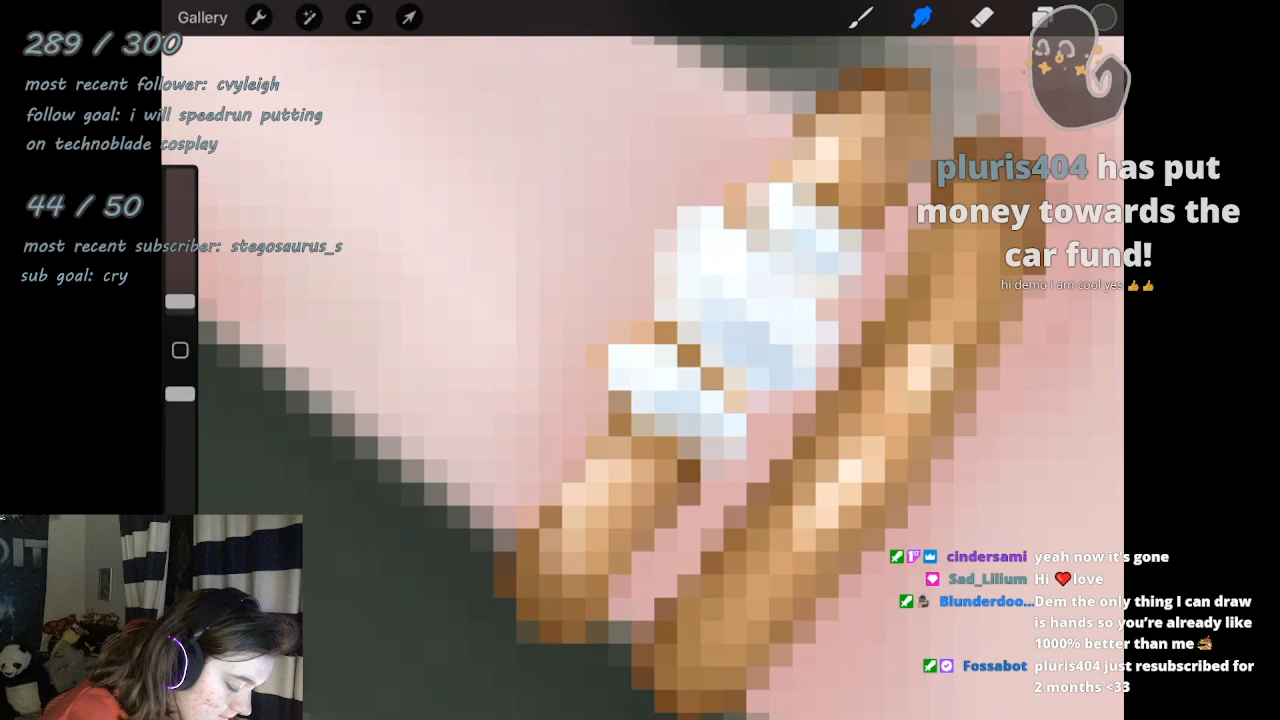 Gallery
289 / 300
most recent follower: cvyleigh
follow goal: i will speedrun putting
on technoblade cosplay
44 / 50
most recent subscriber: stegosaurus_s
sub goal: cry
pluris404 has put
money towards the
car fund!
hi demo i am cool yes 👍👍
cindersami yeah now it's gone
Sad_Lilium Hi ❤️love
Blunderdoo... Dem the only thing I can draw
is hands so you're already like
1000% better than me
Fossabot pluris404 just resubscribed for
2 months <33